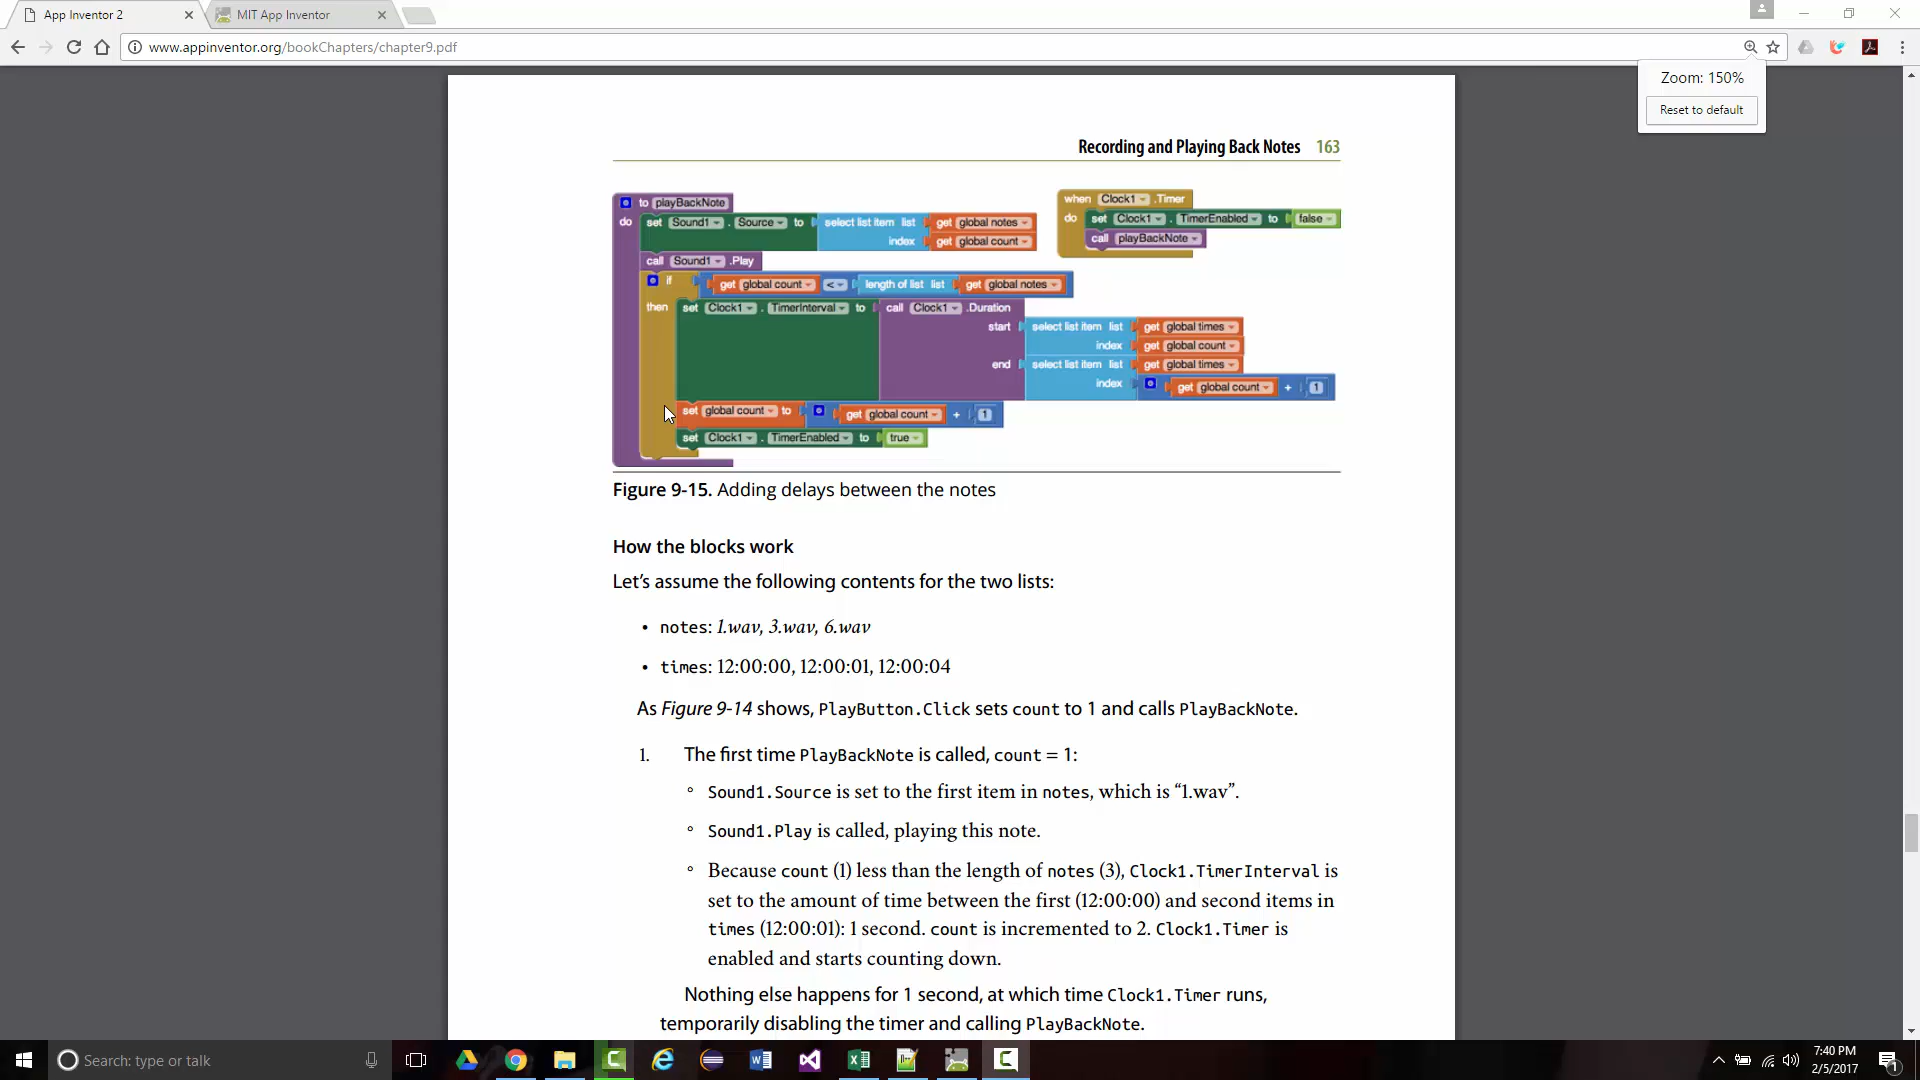 App Inventor 2
MIT App Inventor
www.appinventor.org/bookChapters/chapter9.pdf
Zoom: 150%
Reset to default
Recording and Playing Back Notes 163
to playBackNote
do set Sound1 . Source to select list item list get global notes
index get global count
call Sound1 .Play
if get global count < length of list list get global notes
then set Clock1 . TimerInterval to call Clock1 .Duration
start select list item list get global times
index get global count
end select list item list get global times
index get global count + 1
set global count to get global count + 1
set Clock1 . TimerEnabled to true
when Clock1 .Timer
do set Clock1 . TimerEnabled to false
call playBackNote
Figure 9-15. Adding delays between the notes
How the blocks work
Let’s assume the following contents for the two lists:
• notes: 1.wav, 3.wav, 6.wav
• times: 12:00:00, 12:00:01, 12:00:04
As Figure 9-14 shows, PlayButton.Click sets count to 1 and calls PlayBackNote.
1. The first time PlayBackNote is called, count = 1:
◦ Sound1.Source is set to the first item in notes, which is “1.wav”.
◦ Sound1.Play is called, playing this note.
◦ Because count (1) less than the length of notes (3), Clock1.TimerInterval is
set to the amount of time between the first (12:00:00) and second items in
times (12:00:01): 1 second. count is incremented to 2. Clock1.Timer is
enabled and starts counting down.
Nothing else happens for 1 second, at which time Clock1.Timer runs,
temporarily disabling the timer and calling PlayBackNote.
Search: type or talk
7:40 PM
2/5/2017
1